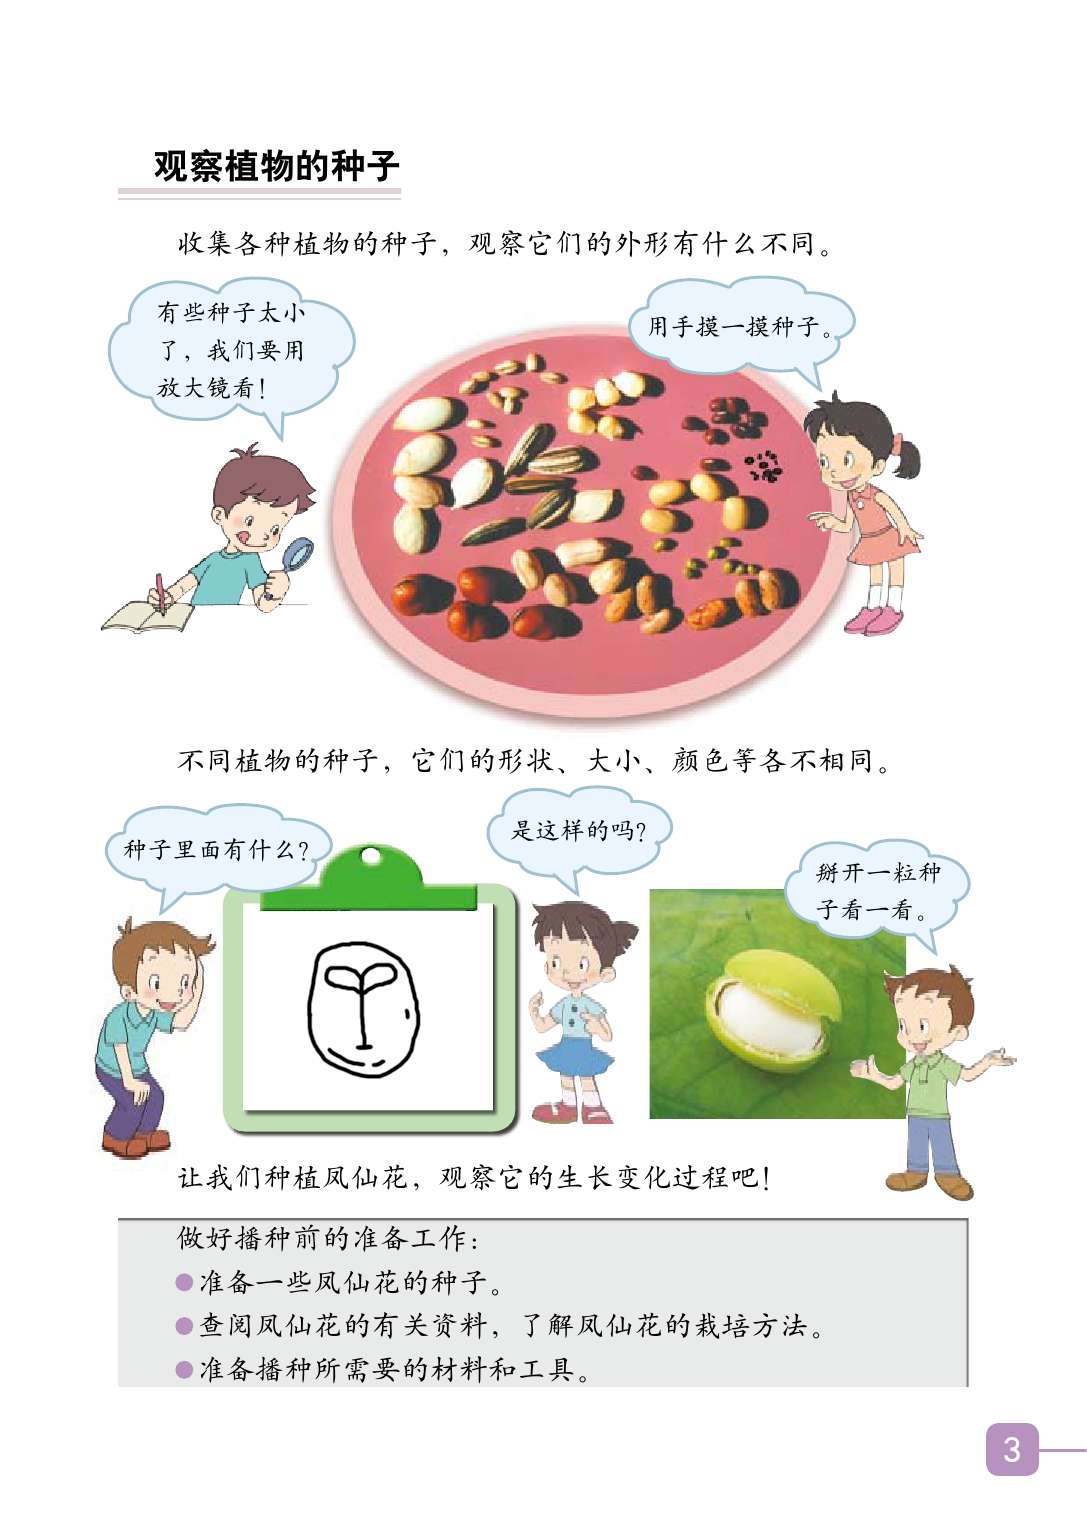 观察植物的种子
收集各种植物的种子，观察它们的外形有什么不同。
有些种子太小
了，我们要用
放大镜看！
用手摸一摸种子。
不同植物的种子，它们的形状、大小、颜色等各不相同。
种子里面有什么？
是这样的吗？
掰开一粒种
子看一看。
让我们种植凤仙花，观察它的生长变化过程吧！
做好播种前的准备工作：
●准备一些凤仙花的种子。
●查阅凤仙花的有关资料，了解凤仙花的栽培方法。
●准备播种所需要的材料和工具。
3